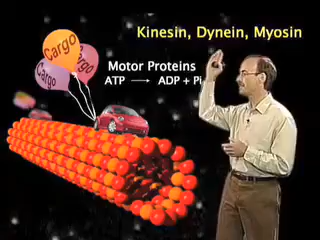 Kinesin, Dynein, Myosin
Cargo
Cargo
Cargo
Motor Proteins
ATP → ADP + Pi